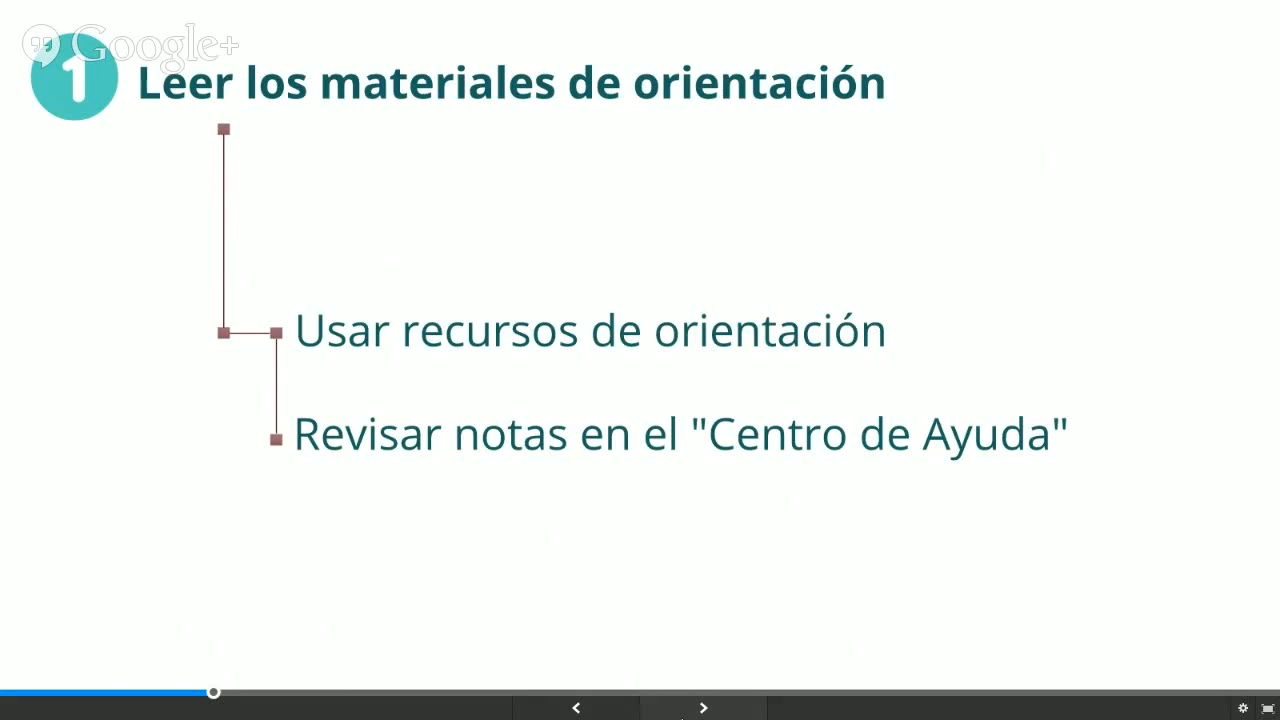 Google+
1 Leer los materiales de orientación
Usar recursos de orientación
Revisar notas en el "Centro de Ayuda"